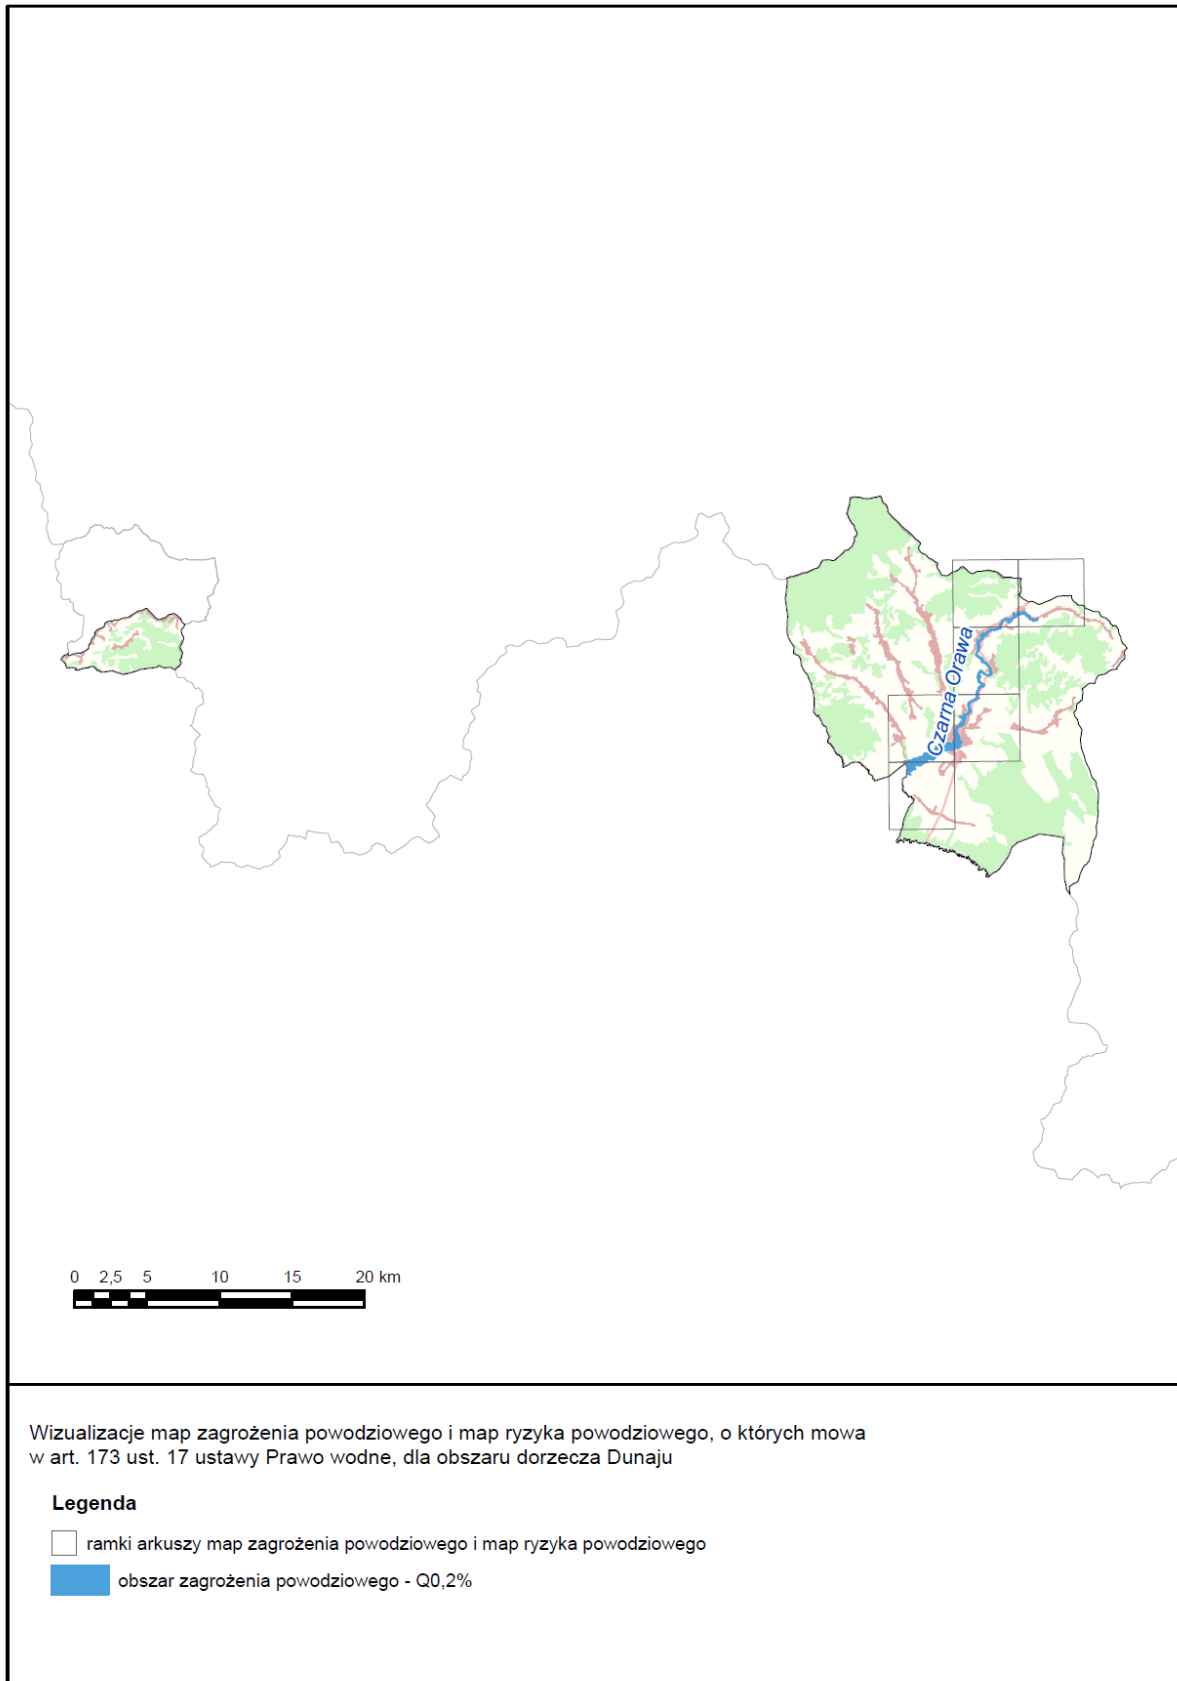 Czarna Orawa
0 2,5 5 10 15 20 km
Wizualizacje map zagrożenia powodziowego i map ryzyka powodziowego, o których mowa
w art. 173 ust. 17 ustawy Prawo wodne, dla obszaru dorzecza Dunaju
Legenda
ramki arkuszy map zagrożenia powodziowego i map ryzyka powodziowego
obszar zagrożenia powodziowego - Q0,2%